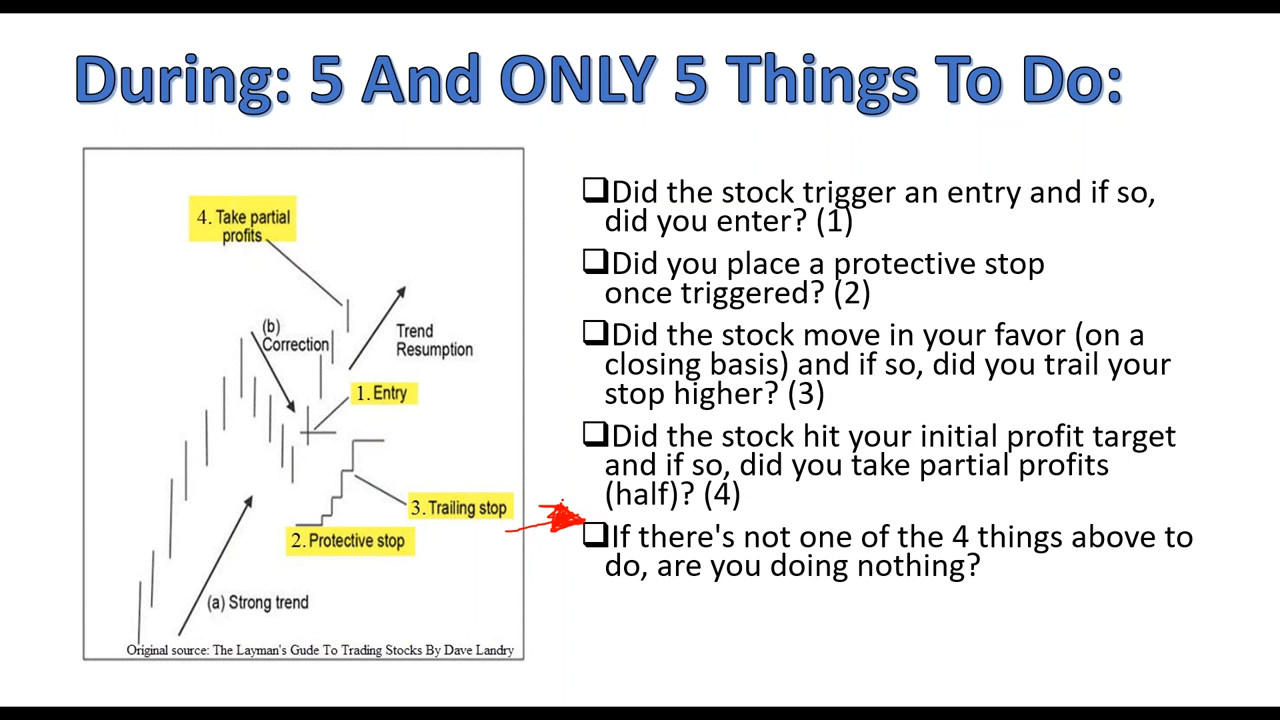 During: 5 And ONLY 5 Things To Do:
4. Take partial
profits
(b)
Correction
Trend
Resumption
1. Entry
3. Trailing stop
2. Protective stop
(a) Strong trend
Original source: The Layman's Gude To Trading Stocks By Dave Landry
❑Did the stock trigger an entry and if so,
did you enter? (1)
❑Did you place a protective stop
once triggered? (2)
❑Did the stock move in your favor (on a
closing basis) and if so, did you trail your
stop higher? (3)
❑Did the stock hit your initial profit target
and if so, did you take partial profits
(half)? (4)
❑If there's not one of the 4 things above to
do, are you doing nothing?